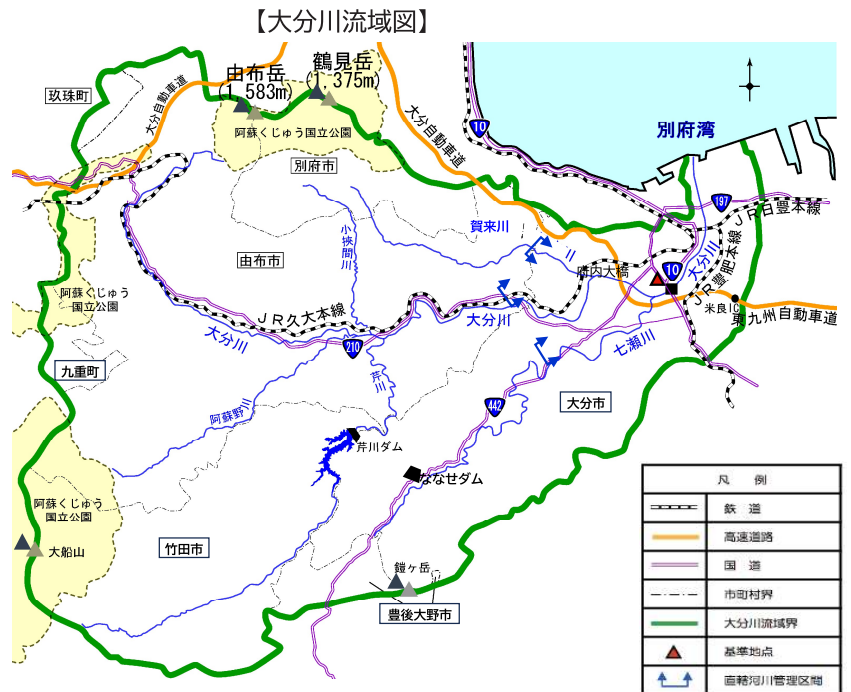 【大分川流域図】
鶴見岳
(1,375m)
由布岳
(1,583m)
玖珠町
大分自動車道
阿蘇くじゅう国立公園
大分自動車道
10
別府湾
別府市
197
ＪＲ日豊本線
賀来川
小挾間川
由布市
府内大橋
10
大分川
ＪＲ豊肥本線
阿蘇くじゅう
国立公園
米良IC
東九州自動車道
ＪＲ久大本線
大分川
大分川
210
七瀬川
九重町
芹川
阿蘇野川
大分市
442
芹川ダム
ななせダム
阿蘇くじゅう
国立公園
大船山
竹田市
鎧ヶ岳
豊後大野市
凡　例
鉄　道
高速道路
国　道
市町村界
大分川流域界
基準地点
直轄河川管理区間